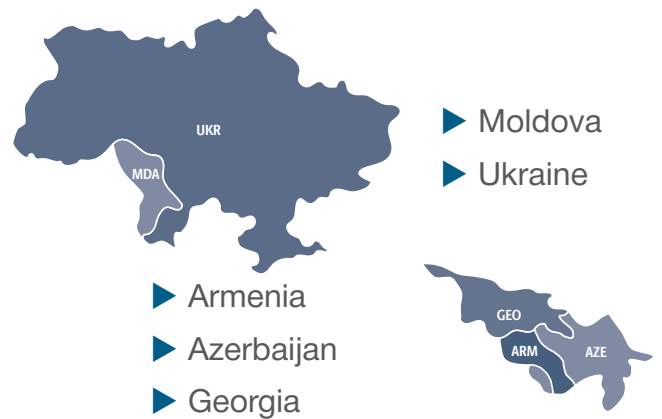 UKR
MDA
Moldova
Ukraine
Armenia
Azerbaijan
Georgia
GEO
ARM
AZE